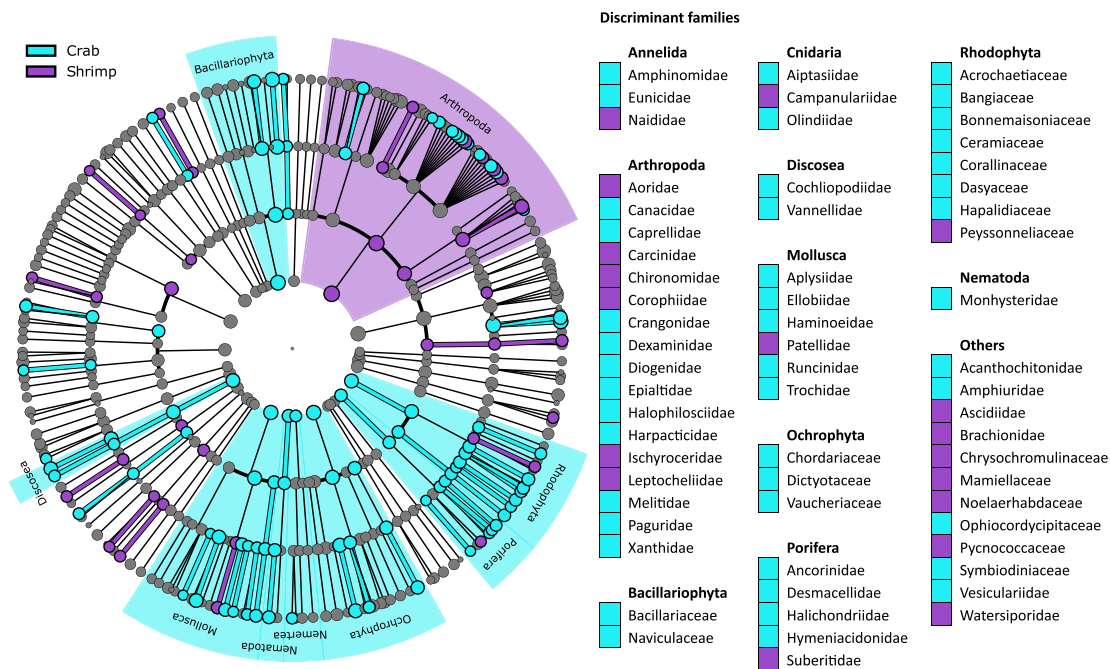 Crab
Shrimp
Bacillariophyta
Arthropoda
Discosea
Mollusca
Nematoda
Nemertea
Ochrophyta
Porifera
Rhodophyta
Discriminant families
Annelida
Amphinomidae
Eunicidae
Naididae
Arthropoda
Aoridae
Canacidae
Caprellidae
Carcinidae
Chironomidae
Corophiidae
Crangonidae
Dexaminidae
Diogenidae
Epialtidae
Halophilosciidae
Harpacticidae
Ischyroceridae
Leptocheliidae
Melitidae
Paguridae
Xanthidae
Bacillariophyta
Bacillariaceae
Naviculaceae
Cnidaria
Aiptasiidae
Campanulariidae
Olindiidae
Discosea
Cochliopodiidae
Vannellidae
Mollusca
Aplysiidae
Ellobiidae
Haminoeidae
Patellidae
Runcinidae
Trochidae
Ochrophyta
Chordariaceae
Dictyotaceae
Vaucheriaceae
Porifera
Ancorinidae
Desmacellidae
Halichondriidae
Hymeniacidonidae
Suberitidae
Rhodophyta
Acrochaetiaceae
Bangiaceae
Bonnemaisoniaceae
Ceramiaceae
Corallinaceae
Dasyaceae
Hapalidiaceae
Peyssonneliaceae
Nematoda
Monhysteridae
Others
Acanthochitonidae
Amphiuridae
Ascidiidae
Brachionidae
Chrysochromulinaceae
Mamiellaceae
Noelaerhabdaceae
Ophiocordycipitaceae
Pycnococcaceae
Symbiodiniaceae
Vesiculariidae
Watersiporidae